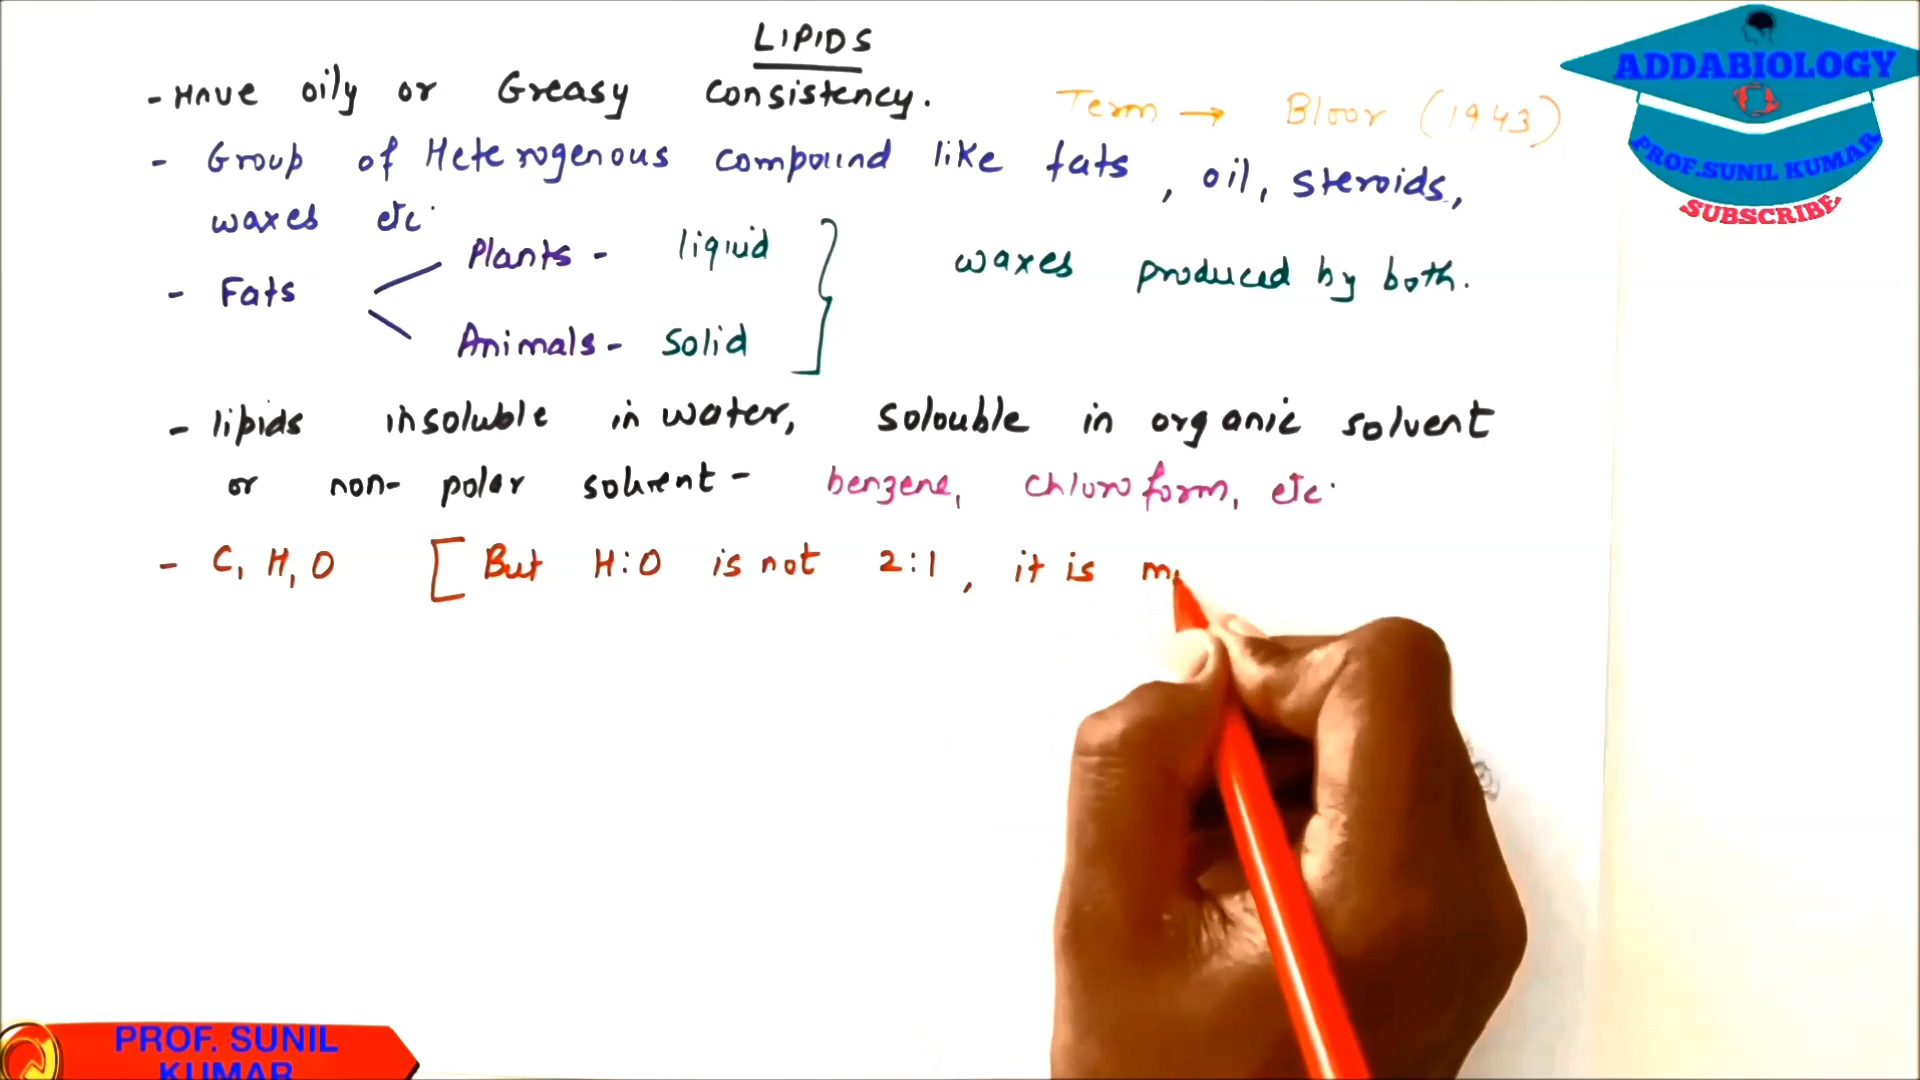 LIPIDS
- Have oily or Greasy consistency.
Term → Bloor (1943)
- Group of Heterogenous compound like fats, oil, steroids,
waxes etc.
- Fats
Plants - liquid
Animals - solid
waxes produced by both.
- lipids insoluble in water, solouble in organic solvent
or non-polar solvent - benzene, chloroform, etc.
- C, H, O [But H:O is not 2:1, it is m
ADDABIOLOGY
PROF.SUNIL KUMAR
SUBSCRIBE
PROF. SUNIL
KUMAR